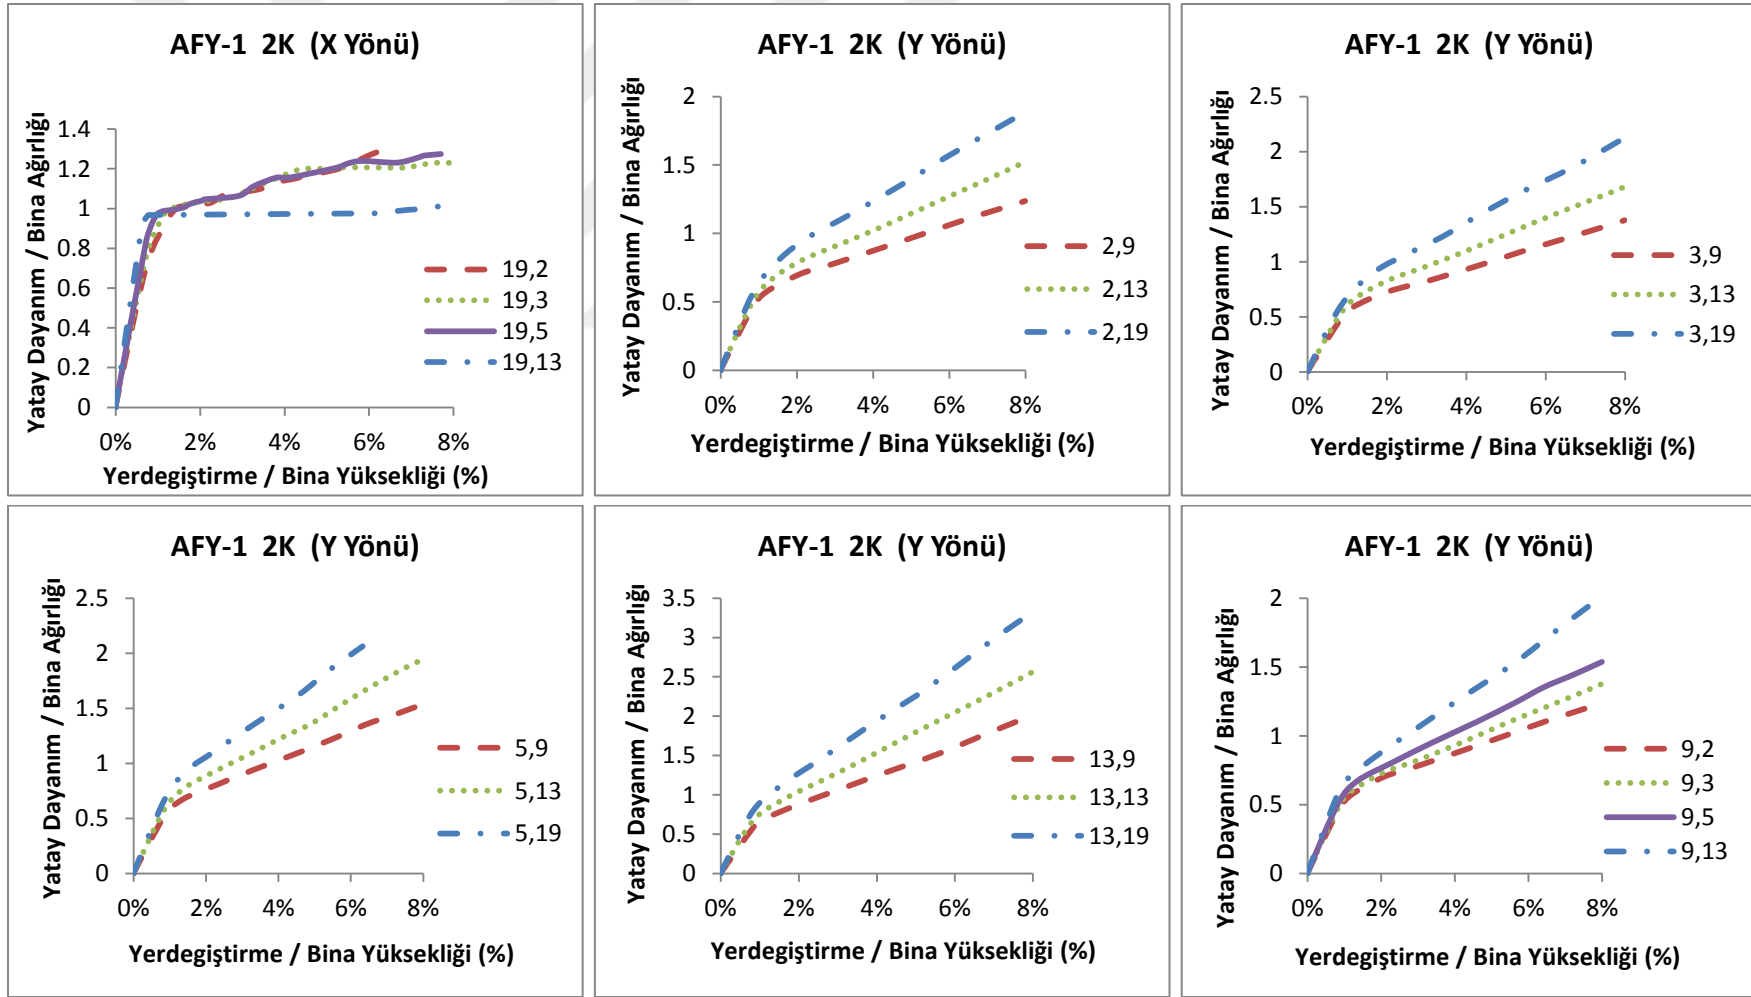 AFY-1 2K (X Yönü)
Yatay Dayanım / Bina Ağırlığı
1.4
1.2
1
0.8
0.6
0.4
0.2
0
0% 2% 4% 6% 8%
19,2
19,3
19,5
19,13
Yerdegiştirme / Bina Yüksekliği (%)
AFY-1 2K (Y Yönü)
Yatay Dayanım / Bina Ağırlığı
2
1.5
1
0.5
0
0% 2% 4% 6% 8%
2,9
2,13
2,19
Yerdegiştirme / Bina Yüksekliği (%)
AFY-1 2K (Y Yönü)
Yatay Dayanım / Bina Ağırlığı
2.5
2
1.5
1
0.5
0
0% 2% 4% 6% 8%
3,9
3,13
3,19
Yerdegiştirme / Bina Yüksekliği (%)
AFY-1 2K (Y Yönü)
Yatay Dayanım / Bina Ağırlığı
2.5
2
1.5
1
0.5
0
0% 2% 4% 6% 8%
5,9
5,13
5,19
Yerdegiştirme / Bina Yüksekliği (%)
AFY-1 2K (Y Yönü)
Yatay Dayanım / Bina Ağırlığı
3.5
3
2.5
2
1.5
1
0.5
0
0% 2% 4% 6% 8%
13,9
13,13
13,19
Yerdegiştirme / Bina Yüksekliği (%)
AFY-1 2K (Y Yönü)
Yatay Dayanım / Bina Ağırlığı
2
1.5
1
0.5
0
0% 2% 4% 6% 8%
9,2
9,3
9,5
9,13
Yerdegiştirme / Bina Yüksekliği (%)